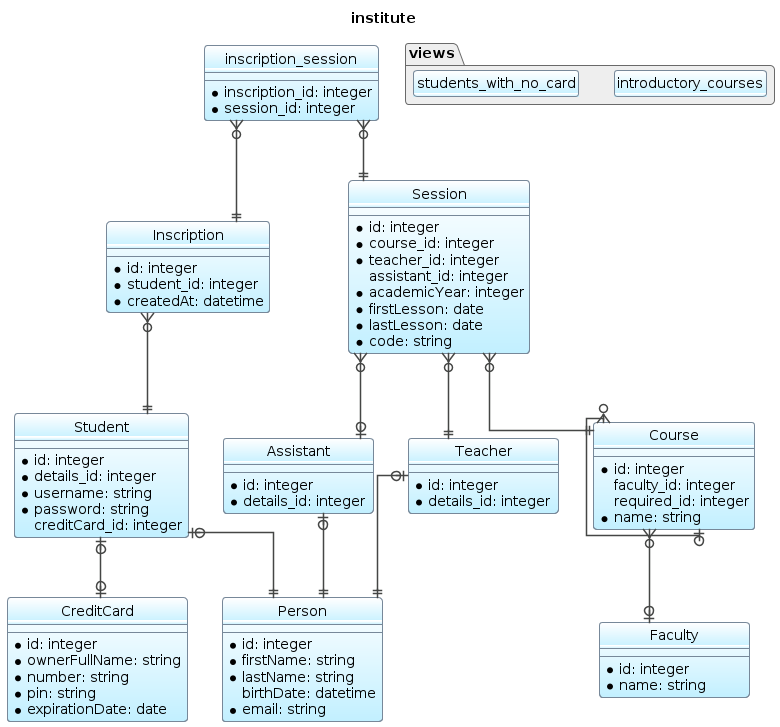 institute
inscription_session
inscription_id: integer
session_id: integer
views
students_with_no_card
introductory_courses
Session
id: integer
course_id: integer
teacher_id: integer
assistant_id: integer
academicYear: integer
firstLesson: date
lastLesson: date
code: string
Inscription
id: integer
student_id: integer
createdAt: datetime
Student
id: integer
details_id: integer
username: string
password: string
creditCard_id: integer
Assistant
id: integer
details_id: integer
Teacher
id: integer
details_id: integer
Course
id: integer
faculty_id: integer
required_id: integer
name: string
CreditCard
id: integer
ownerFullName: string
number: string
pin: string
expirationDate: date
Person
id: integer
firstName: string
lastName: string
birthDate: datetime
email: string
Faculty
id: integer
name: string